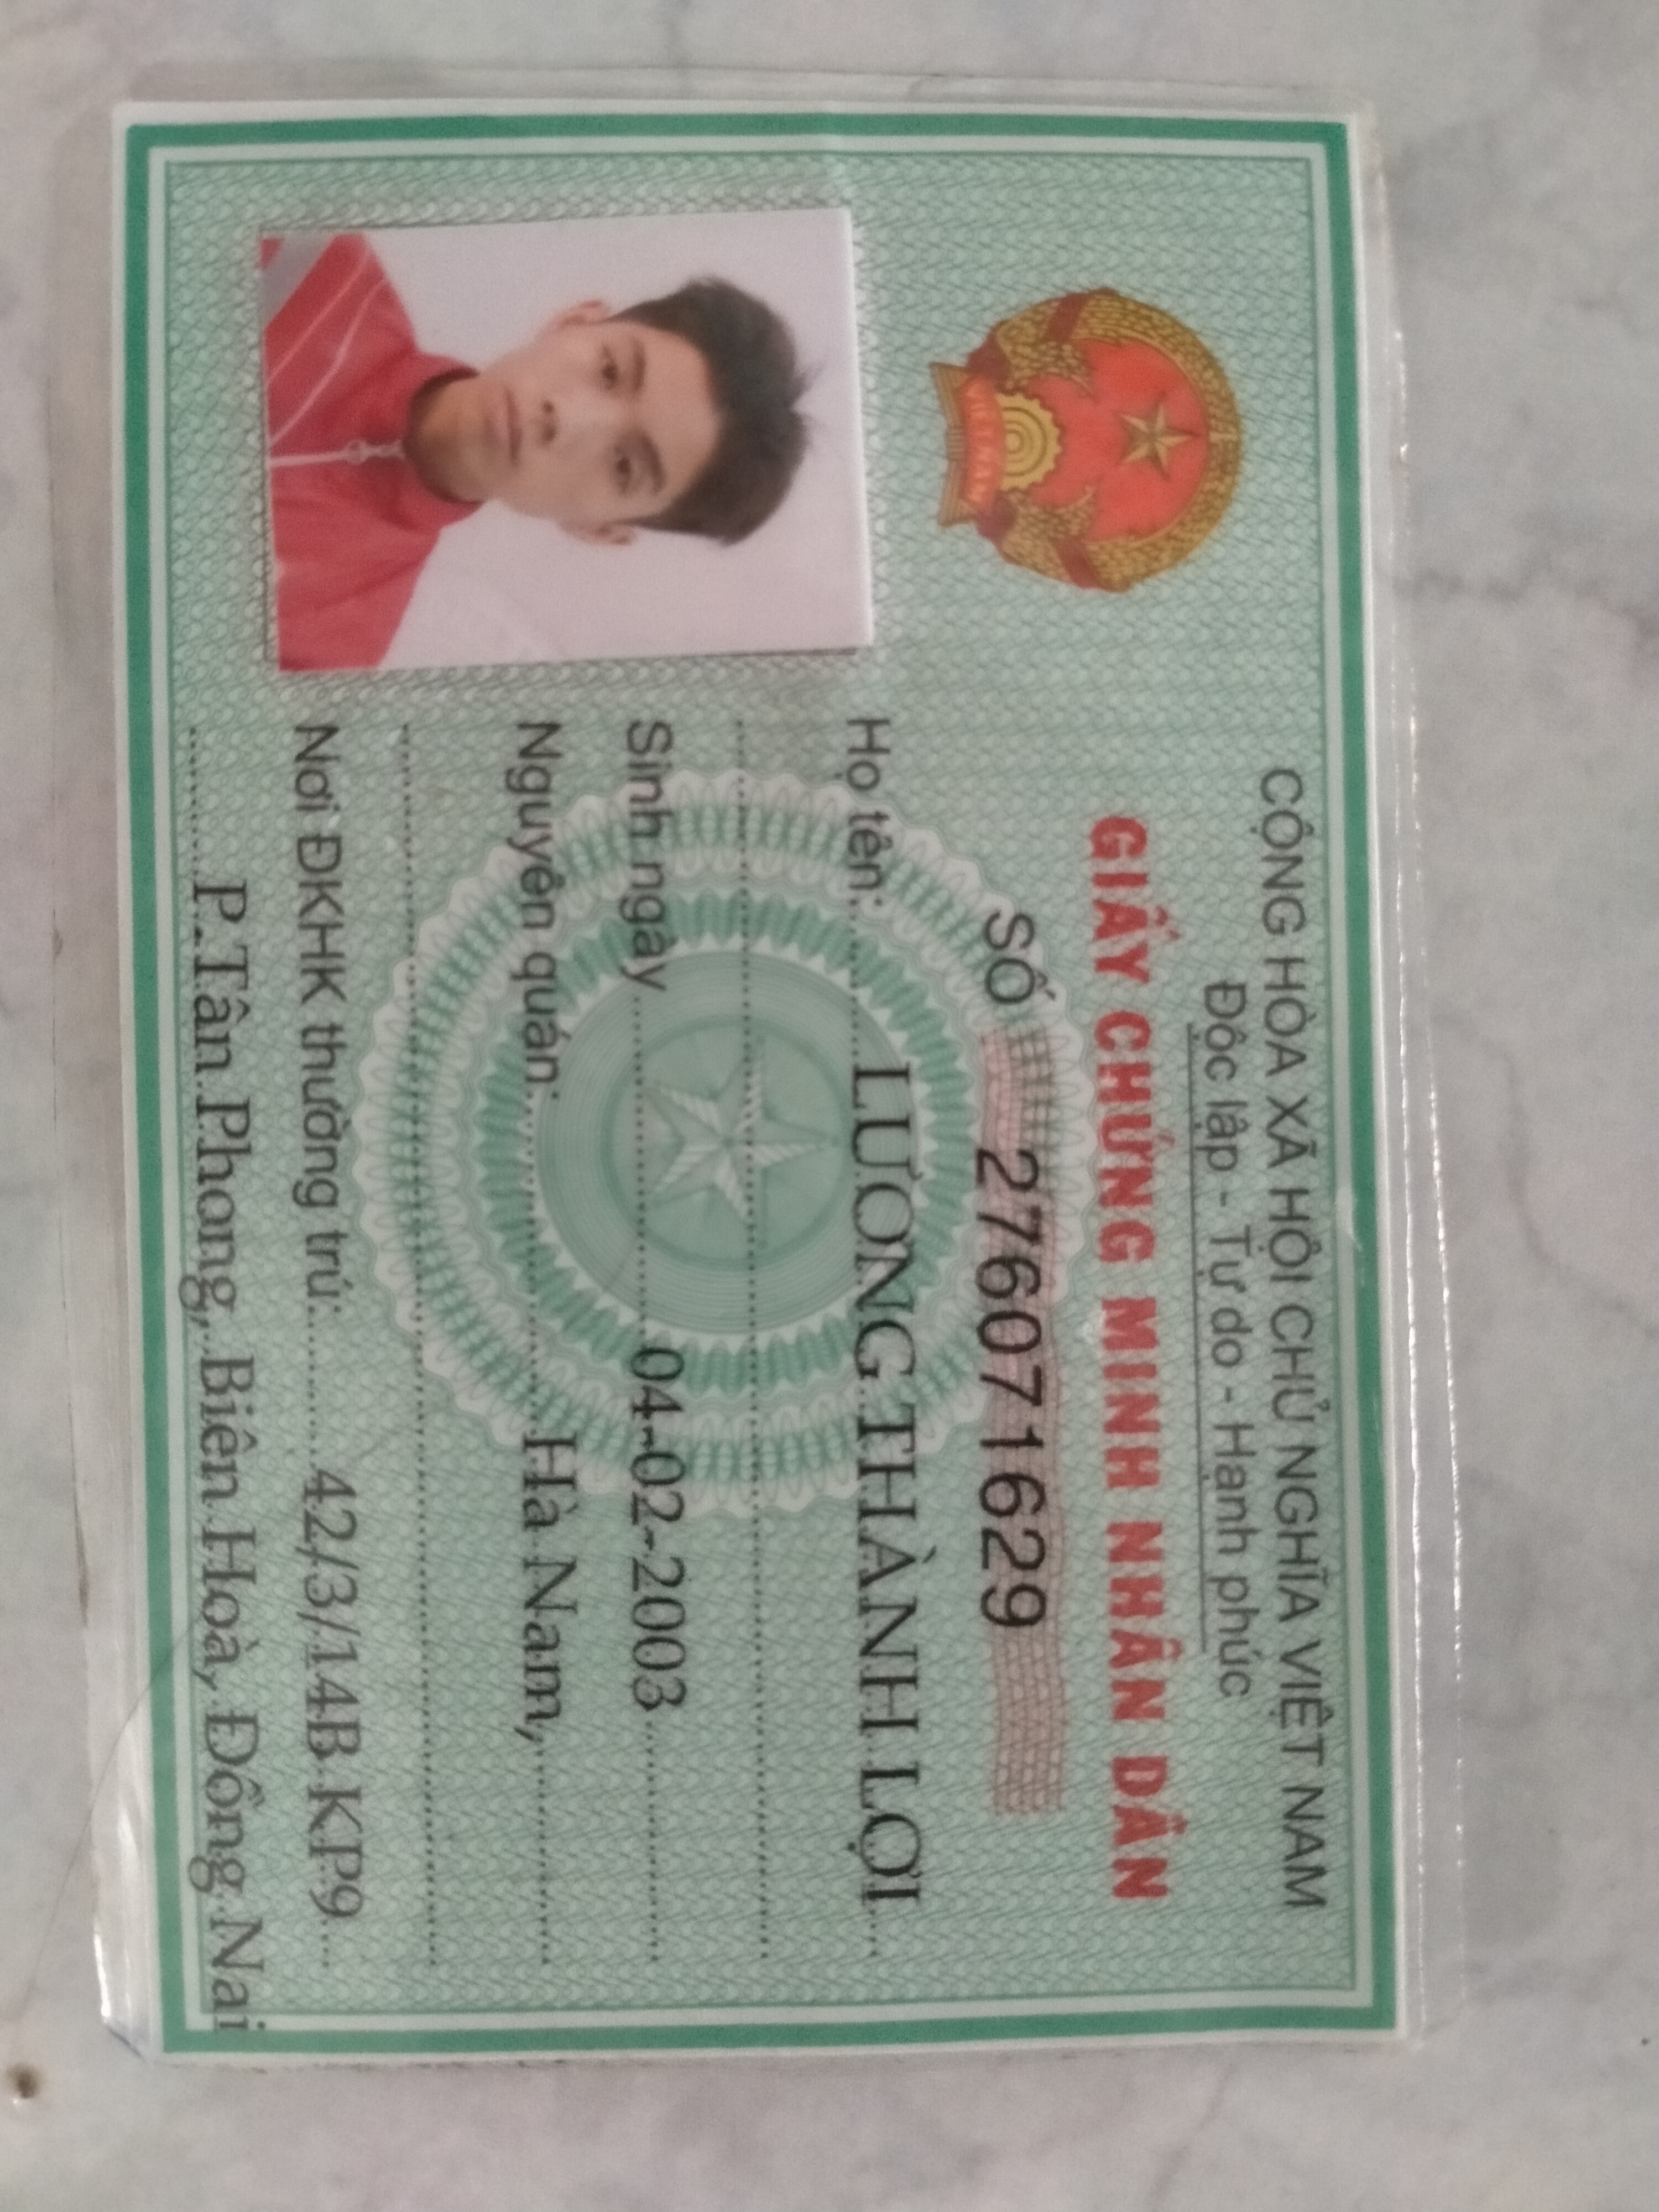 CỘNG HÒA XÃ HỘI CHỦ NGHĨA VIỆT NAM
Độc lập - Tự do - Hạnh phúc
GIẤY CHỨNG MINH NHÂN DÂN
SỐ 276071629
Họ tên: LƯƠNG THÀNH LỢI
Sinh ngày 04-02-2003
Nguyên quán: Hà Nam,
Nơi ĐKHK thường trú: 42/3/14B KP9
P.Tân Phong, Biên Hoà, Đồng Nai
VIỆT NAM